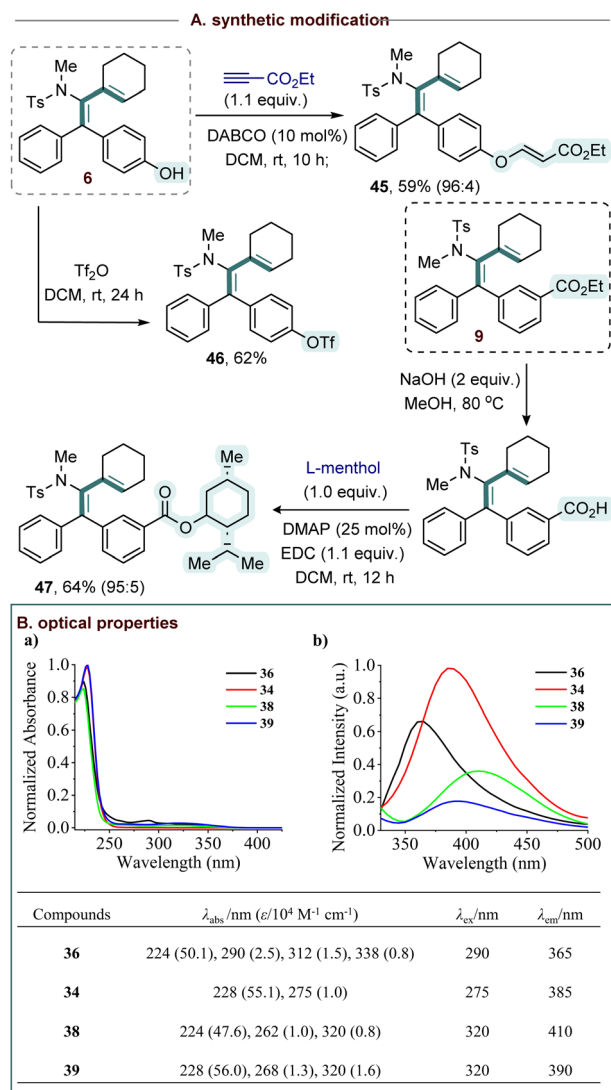 A. synthetic modification
Me
N
Ts
OH
6
CO2Et
(1.1 equiv.)
DABCO (10 mol%)
DCM, rt, 10 h;
Me
N
Ts
O
CO2Et
45, 59% (96:4)
Tf2O
DCM, rt, 24 h
Me
Ts N
OTf
46, 62%
Ts
N
Me
CO2Et
9
NaOH (2 equiv.)
MeOH, 80 °C
Ts
N
Me
CO2H
L-menthol
(1.0 equiv.)
DMAP (25 mol%)
EDC (1.1 equiv.)
DCM, rt, 12 h
Me
N
Ts
O
O
Me
Me
Me
47, 64% (95:5)
B. optical properties
a)
Normalized Absorbance
1.0
0.8
0.6
0.4
0.2
0.0
250 300 350 400
Wavelength (nm)
36
34
38
39
b)
Normalized Intensity (a.u.)
1.0
0.8
0.6
0.4
0.2
0.0
350 400 450 500
Wavelength (nm)
36
34
38
39
Compounds λabs /nm (ε/10⁴ M⁻¹ cm⁻¹) λex/nm λem/nm
36 224 (50.1), 290 (2.5), 312 (1.5), 338 (0.8) 290 365
34 228 (55.1), 275 (1.0) 275 385
38 224 (47.6), 262 (1.0), 320 (0.8) 320 410
39 228 (56.0), 268 (1.3), 320 (1.6) 320 390